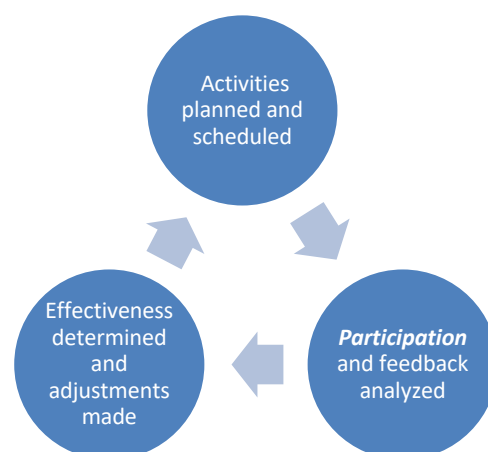 Activities
planned and
scheduled
Participation
and feedback
analyzed
Effectiveness
determined
and
adjustments
made